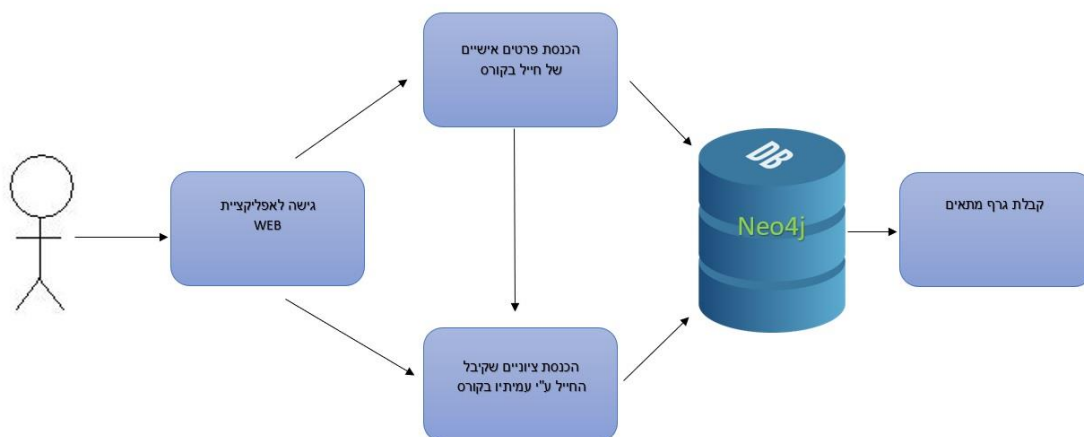 הכנסת פרטים אישיים
של חייל בקורס
גישה לאפליקציית
WEB
DB
Neo4j
קבלת גרף מתאים
הכנסת ציוניים שקיבל
החייל ע"י עמיתיו בקורס